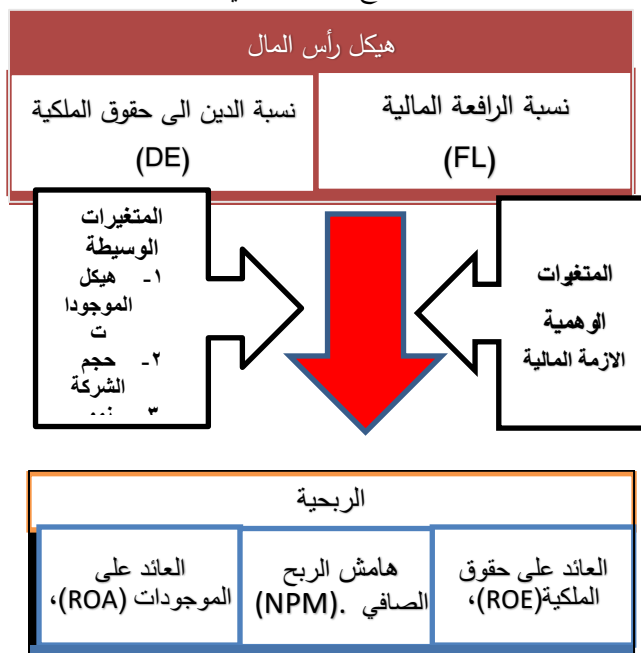 هيكل رأس المال
نسبة الرافعة المالية
(FL)
نسبة الدين الى حقوق الملكية
(DE)
المتغيرات
الوهمية
الازمة المالية
المتغيرات
الوسيطة
١- هيكل
الموجودا
ت
٢- حجم
الشركة
٣-
الربحية
العائد على حقوق
الملكية(ROE)،
هامش الربح
الصافي .(NPM)
العائد على
الموجودات (ROA)،